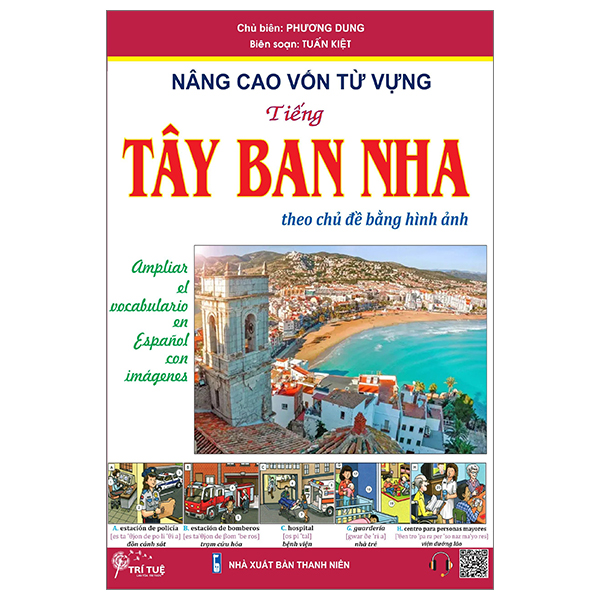 Chủ biên: PHƯƠNG DUNG
Biên soạn: TUẤN KIỆT
NÂNG CAO VỐN TỪ VỰNG
Tiếng
TÂY BAN NHA
theo chủ đề bằng hình ảnh
Ampliar
el
vocabulario
en
Español
con
imágenes
A. estación de policía
đồn cảnh sát
B. estación de bomberos
trạm cứu hỏa
C. hospital
bệnh viện
G. guardería
nhà trẻ
H. centro para personas mayores
viện dưỡng lão
TRÍ TUỆ
NHÀ XUẤT BẢN THANH NIÊN